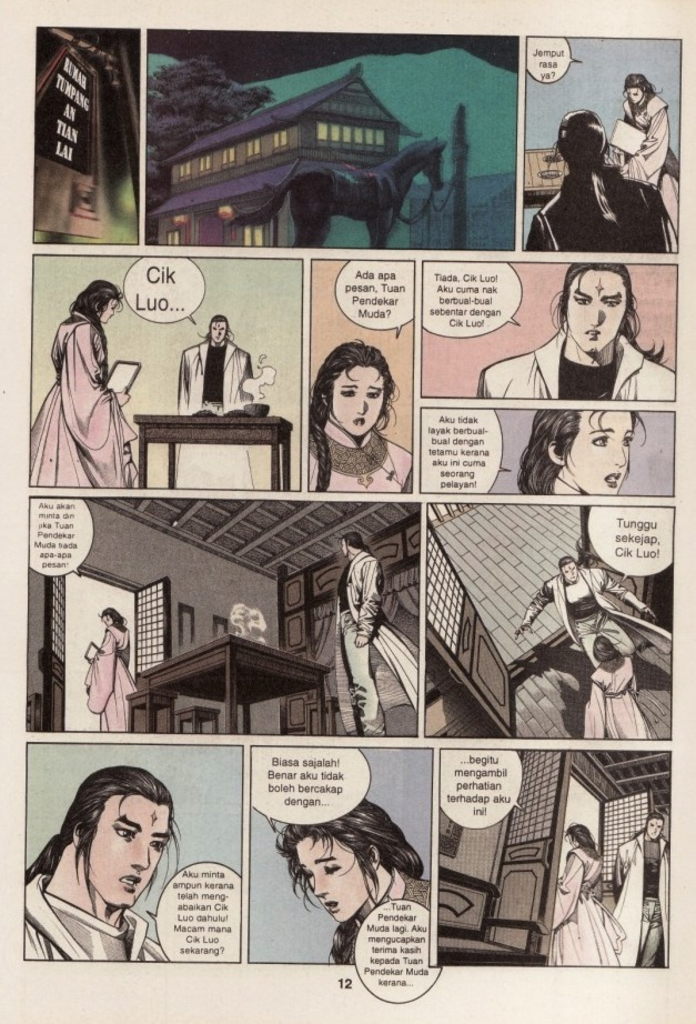 RUMAH
TUMPANG
AN
TIAN
LAI
Jemput
rasa
ya?
Cik
Luo...
Ada apa
pesan, Tuan
Pendekar
Muda?
Tiada, Cik Luo!
Aku cuma nak
berbual-bual
sebentar dengan
Cik Luo!
Aku tidak
layak berbual-
bual dengan
tetamu kerana
aku ini cuma
seorang
pelayan!
Aku akan
minta diri
jika Tuan
Pendekar
Muda tiada
apa-apa
pesan!
Tunggu
sekejap,
Cik Luo!
Aku minta
ampun kerana
telah meng-
abaikan Cik
Luo dahulu!
Macam mana
Cik Luo
sekarang?
Biasa sajalah!
Benar aku tidak
boleh bercakap
dengan...
...Tuan
Pendekar
Muda lagi. Aku
mengucapkan
terima kasih
kepada Tuan
Pendekar Muda
kerana...
...begitu
mengambil
perhatian
terhadap aku
ini!
12